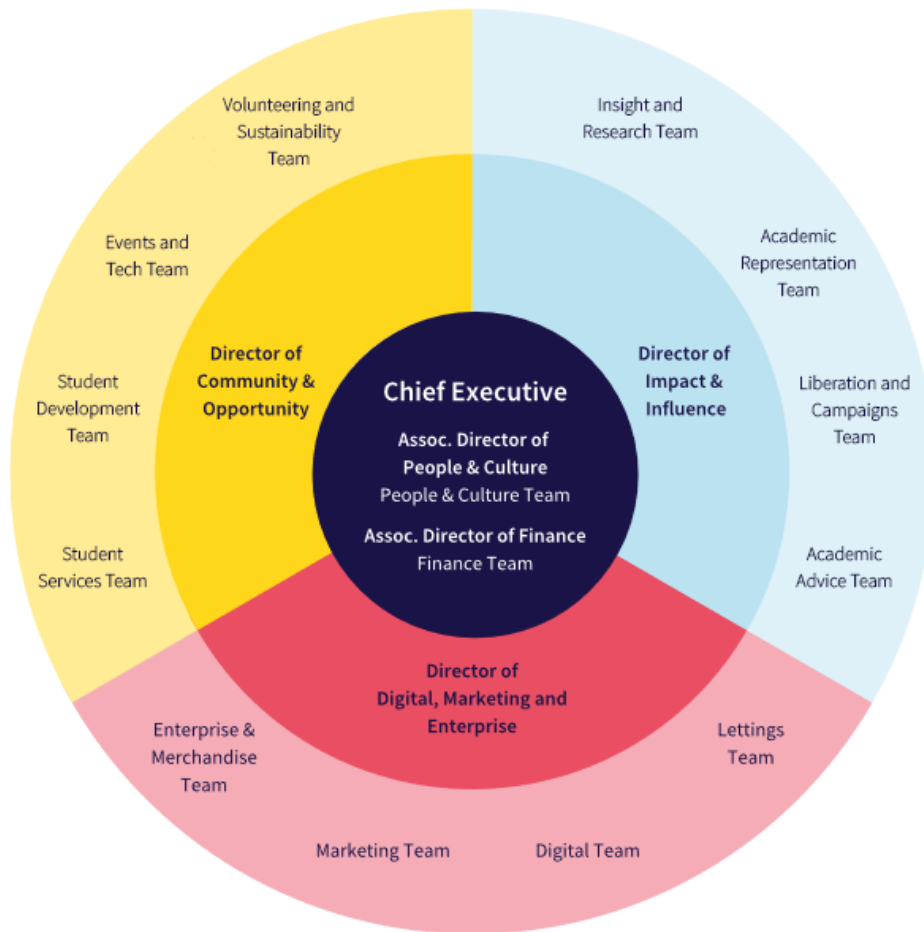 Volunteering and
Sustainability
Team
Events and
Tech Team
Student
Development
Team
Student
Services Team
Director of
Community &
Opportunity
Insight and
Research Team
Academic
Representation
Team
Liberation and
Campaigns
Team
Academic
Advice Team
Director of
Impact &
Influence
Chief Executive
Assoc. Director of
People & Culture
People & Culture Team
Assoc. Director of Finance
Finance Team
Director of
Digital, Marketing and
Enterprise
Enterprise &
Merchandise
Team
Marketing Team
Digital Team
Lettings
Team